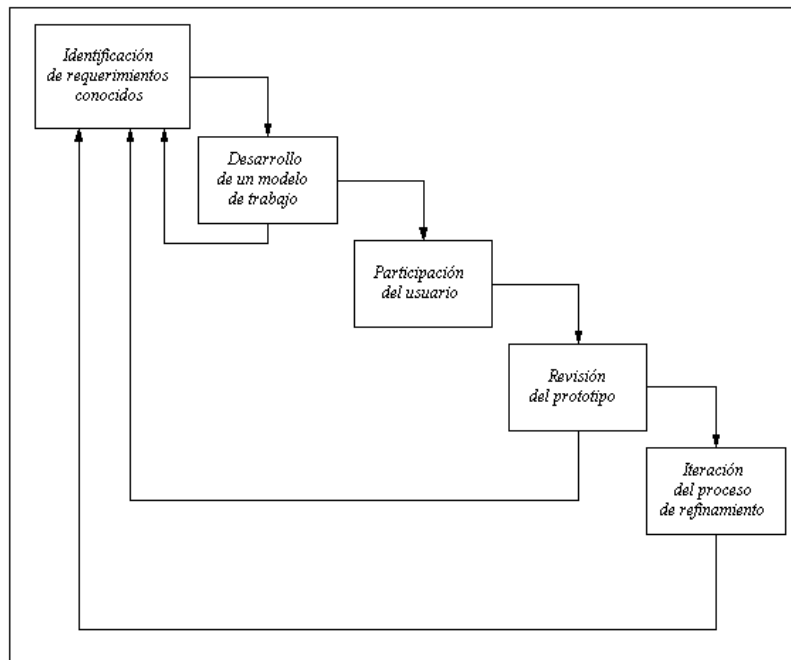 Identificación
de requerimientos
conocidos
Desarrollo
de un modelo
de trabajo
Participación
del usuario
Revisión
del prototipo
Iteración
del proceso
de refinamiento